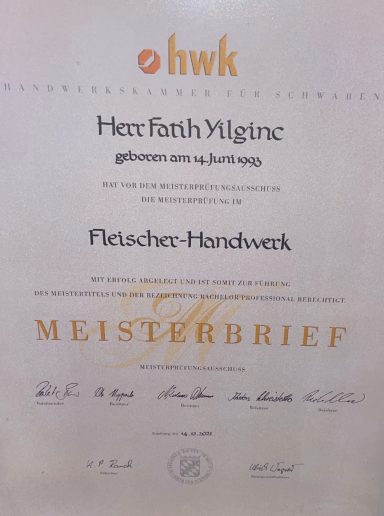 hwk
HANDWERKSKAMMER FÜR SCHWABEN
Herr Fatih Yilginc
geboren am 14. Juni 1993
HAT VOR DEM MEISTERPRÜFUNGSAUSSCHUSS
DIE MEISTERPRÜFUNG IM
Fleischer-Handwerk
MIT ERFOLG ABGELEGT UND IST SOMIT ZUR FÜHRUNG
DES MEISTERTITELS UND DER BEZEICHNUNG BACHELOR PROFESSIONAL BERECHTIGT.
MEISTERBRIEF
MEISTERPRÜFUNGSAUSSCHUSS